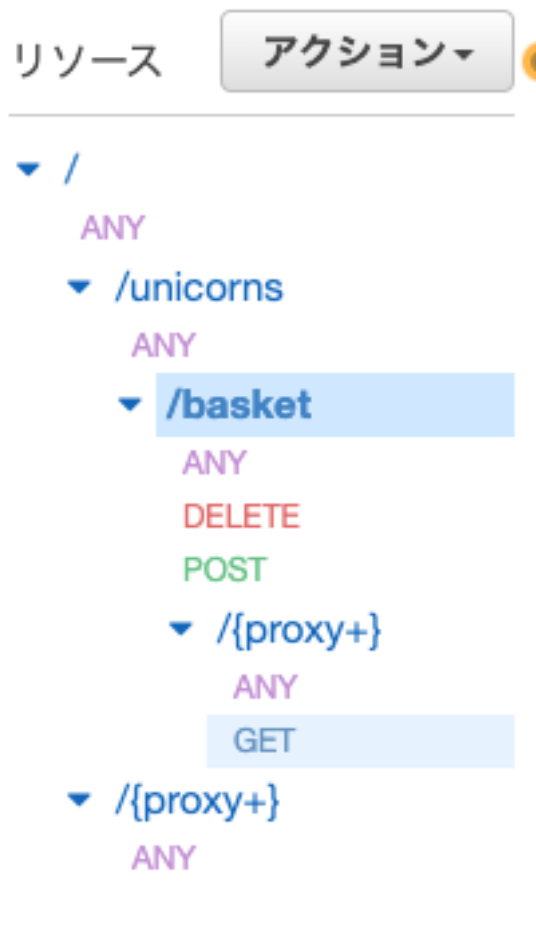 リソース アクション
/
ANY
/unicorns
ANY
/basket
ANY
DELETE
POST
/{proxy+}
ANY
GET
/{proxy+}
ANY